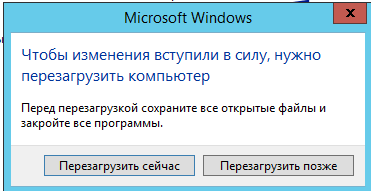 Microsoft Windows
Чтобы изменения вступили в силу, нужно
перезагрузить компьютер
Перед перезагрузкой сохраните все открытые файлы и
закройте все программы.
Перезагрузить сейчас
Перезагрузить позже